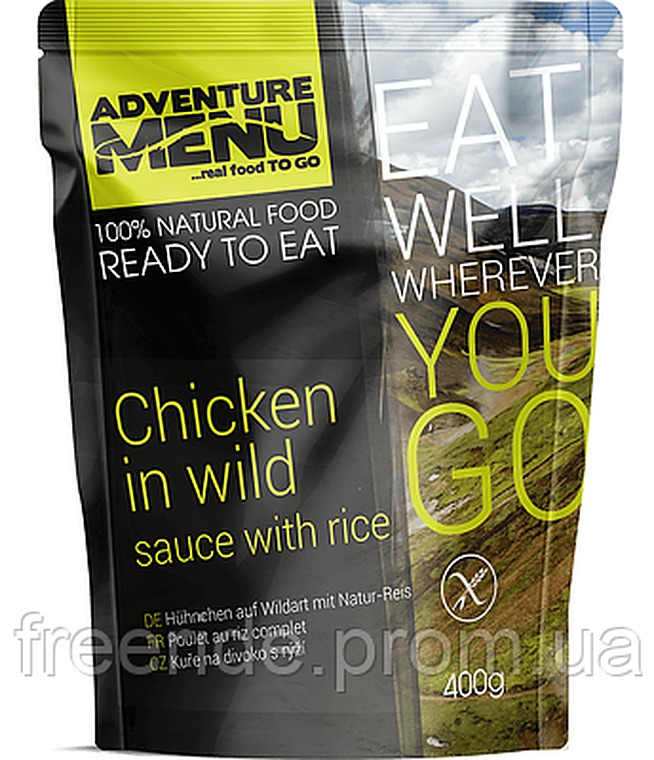 ADVENTURE
MENU
...real food TO GO
100% NATURAL FOOD
READY TO EAT
EAT
WELL
WHEREVER
YOU
GO
Chicken
in wild
sauce with rice
DE Hühnchen auf Wildart mit Natur-Reis
FR Poulet au riz complet
CZ Kuře na divoko s rýží
freeride.prom.ua
400g